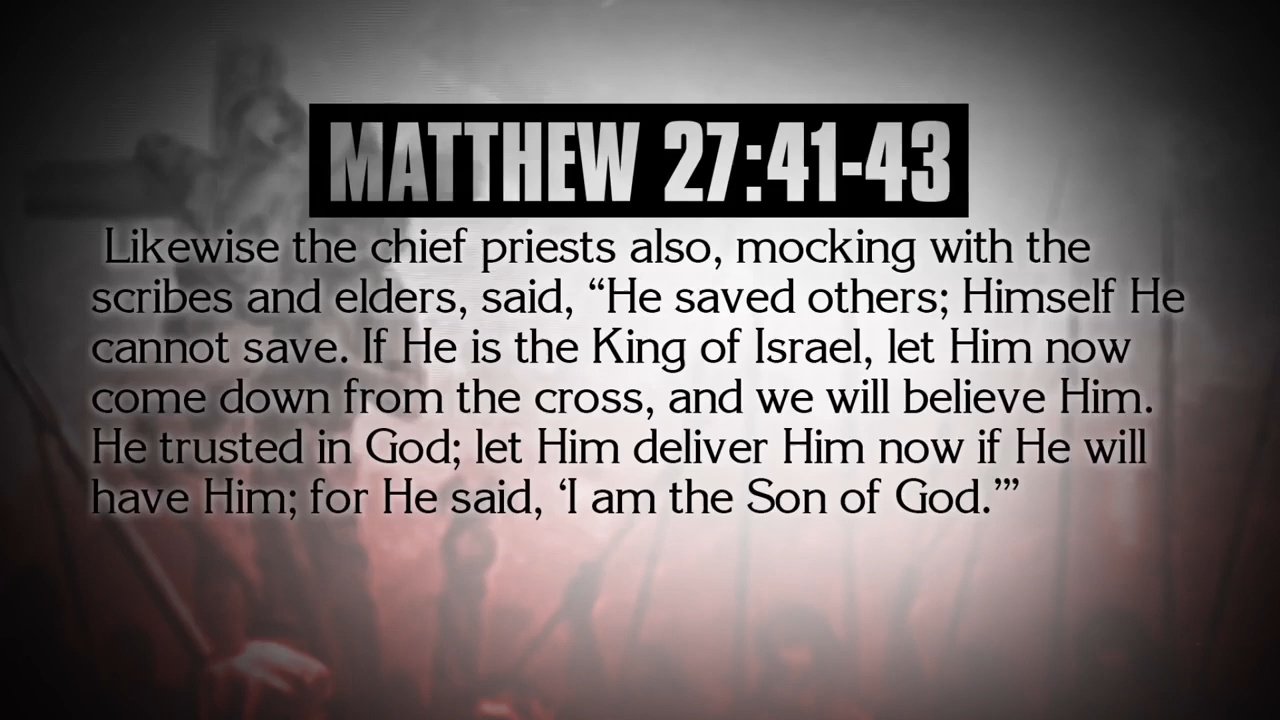 MATTHEW 27:41-43
Likewise the chief priests also, mocking with the
scribes and elders, said, “He saved others; Himself He
cannot save. If He is the King of Israel, let Him now
come down from the cross, and we will believe Him.
He trusted in God; let Him deliver Him now if He will
have Him; for He said, ‘I am the Son of God.’”